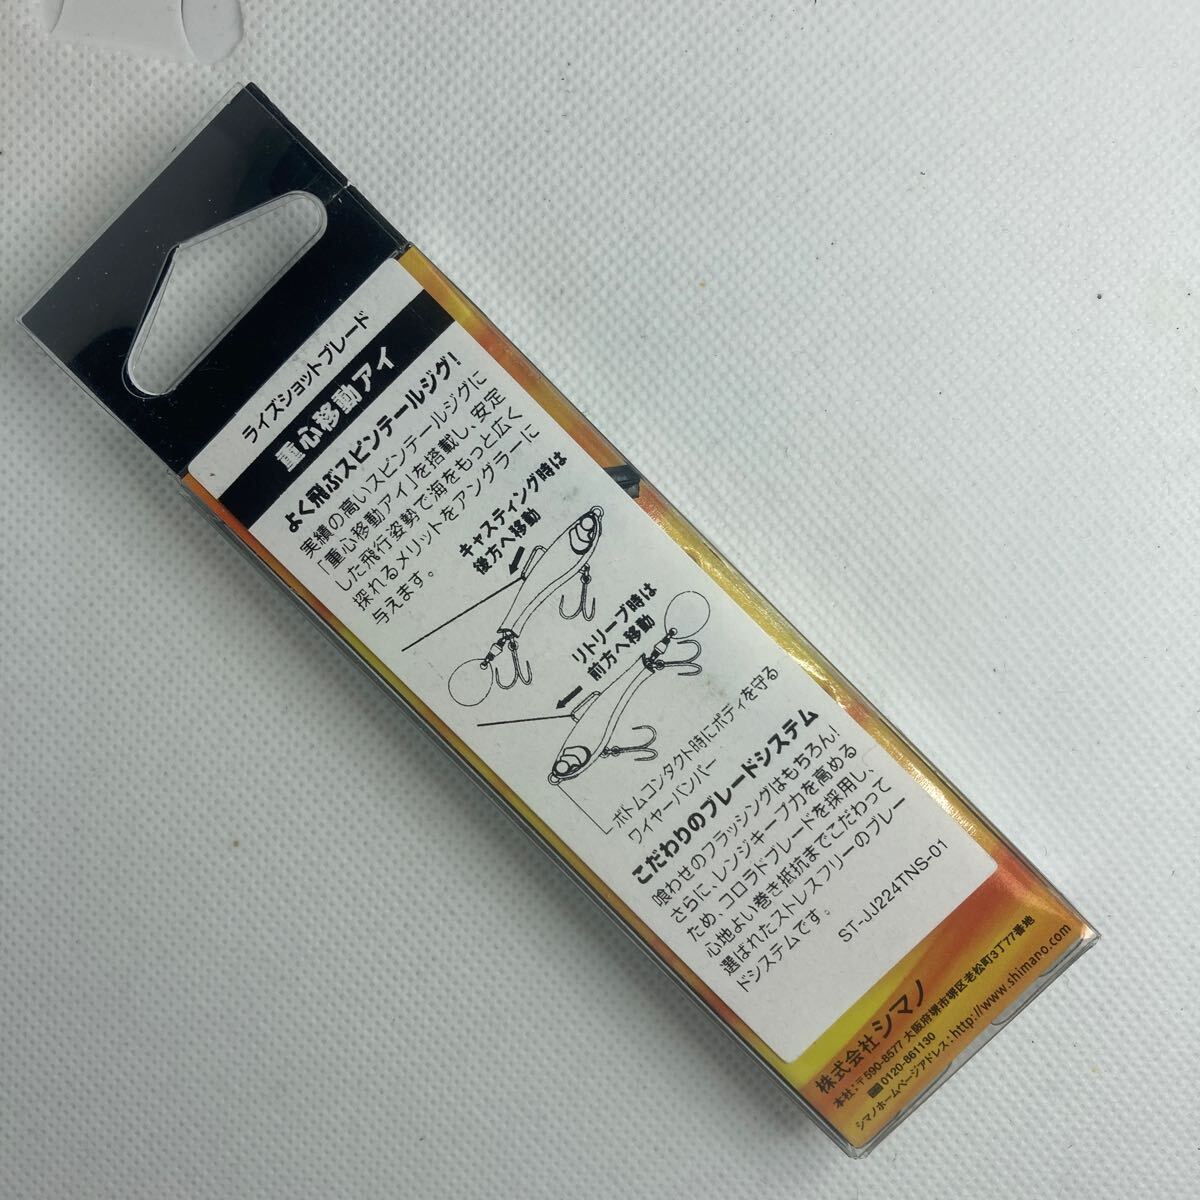 ライズショットブレード
重心移動アイ
よく飛ぶスピンテールジグ!
実績の高いスピンテールジグに
「重心移動アイ」を搭載し、安定
した飛行姿勢で海をもっと広く
探れるメリットをアングラーに
与えます。
キャスティング時は
後方へ移動
リトリーブ時は
前方へ移動
ボトムコンタクト時にボディを守る
ワイヤーバンパー
こだわりのブレードシステム
喰わせのフラッシングはもちろん!
さらに、レンジキープ力を高める
ため、コロラドブレードを採用し、
心地よい巻き抵抗までこだわって
選ばれたストレスフリーのブレー
ドシステムです。
ST-JJ224TNS-01
株式会社シマノ
本社:〒590-8577 大阪府堺市堺区老松町3丁77番地
0120-861130
シマノホームページアドレス:http://www.shimano.com